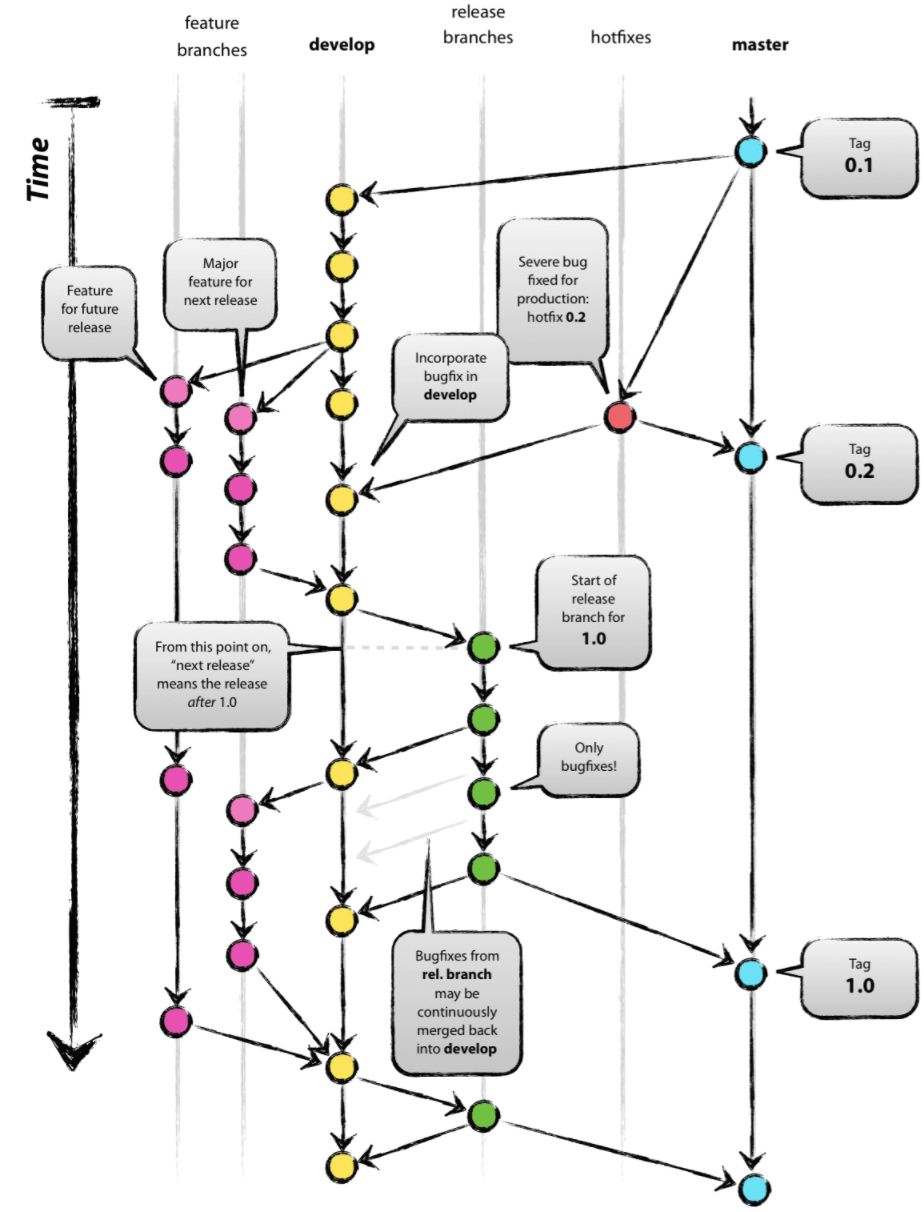 feature
branches
develop
release
branches
hotfixes
master
Time
Tag
0.1
Major
feature for
next release
Feature
for future
release
Severe bug
fixed for
production:
hotfix 0.2
Incorporate
bugfix in
develop
Tag
0.2
Start of
release
branch for
1.0
From this point on,
“next release”
means the release
after 1.0
Only
bugfixes!
Bugfixes from
rel. branch
may be
continuously
merged back
into develop
Tag
1.0